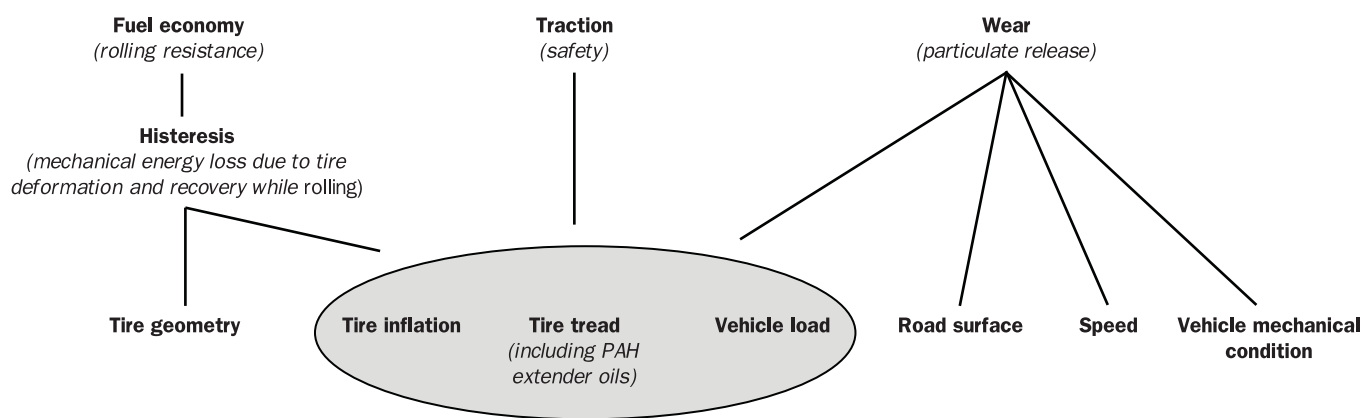 Fuel economy
(rolling resistance)
Traction
(safety)
Wear
(particulate release)
Histeresis
(mechanical energy loss due to tire
deformation and recovery while rolling)
Tire geometry
Tire inflation
Tire tread
(including PAH
extender oils)
Vehicle load
Road surface
Speed
Vehicle mechanical
condition